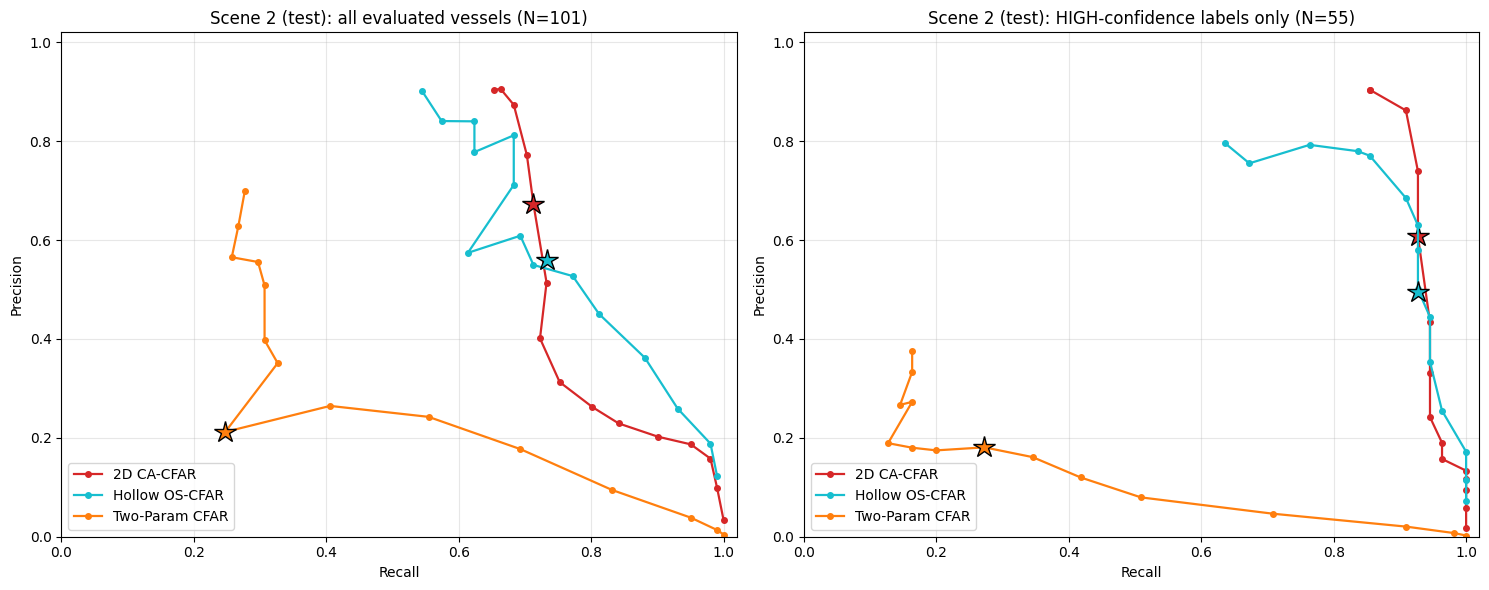 Scene 2 (test): all evaluated vessels (N=101)
1.0
0.8
0.6
0.4
0.2
0.0
Precision
0.0 0.2 0.4 0.6 0.8 1.0
Recall
2D CA-CFAR
Hollow OS-CFAR
Two-Param CFAR
Scene 2 (test): HIGH-confidence labels only (N=55)
1.0
0.8
0.6
0.4
0.2
0.0
Precision
0.0 0.2 0.4 0.6 0.8 1.0
Recall
2D CA-CFAR
Hollow OS-CFAR
Two-Param CFAR